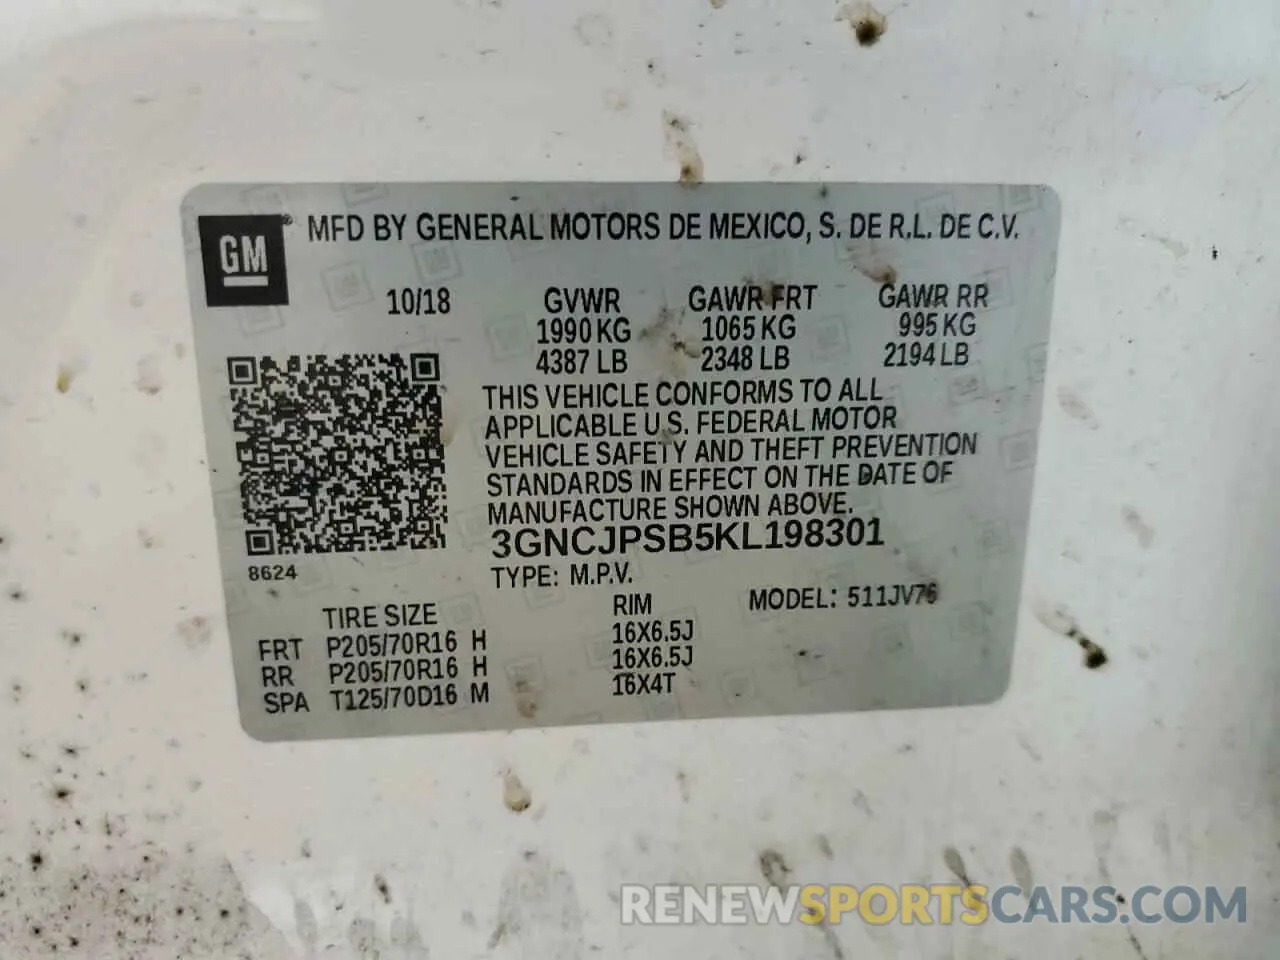 GM ® MFD BY GENERAL MOTORS DE MEXICO, S. DE R.L. DE C.V.
10/18 GVWR GAWR FRT GAWR RR
1990 KG 1065 KG 995 KG
4387 LB 2348 LB 2194 LB
THIS VEHICLE CONFORMS TO ALL
APPLICABLE U.S. FEDERAL MOTOR
VEHICLE SAFETY AND THEFT PREVENTION
STANDARDS IN EFFECT ON THE DATE OF
MANUFACTURE SHOWN ABOVE.
3GNCJPSB5KL198301
8624
TYPE: M.P.V.
TIRE SIZE RIM MODEL: 511JV76
FRT P205/70R16 H 16X6.5J
RR P205/70R16 H 16X6.5J
SPA T125/70D16 M 16X4T
RENEWSPORTSCARS.COM